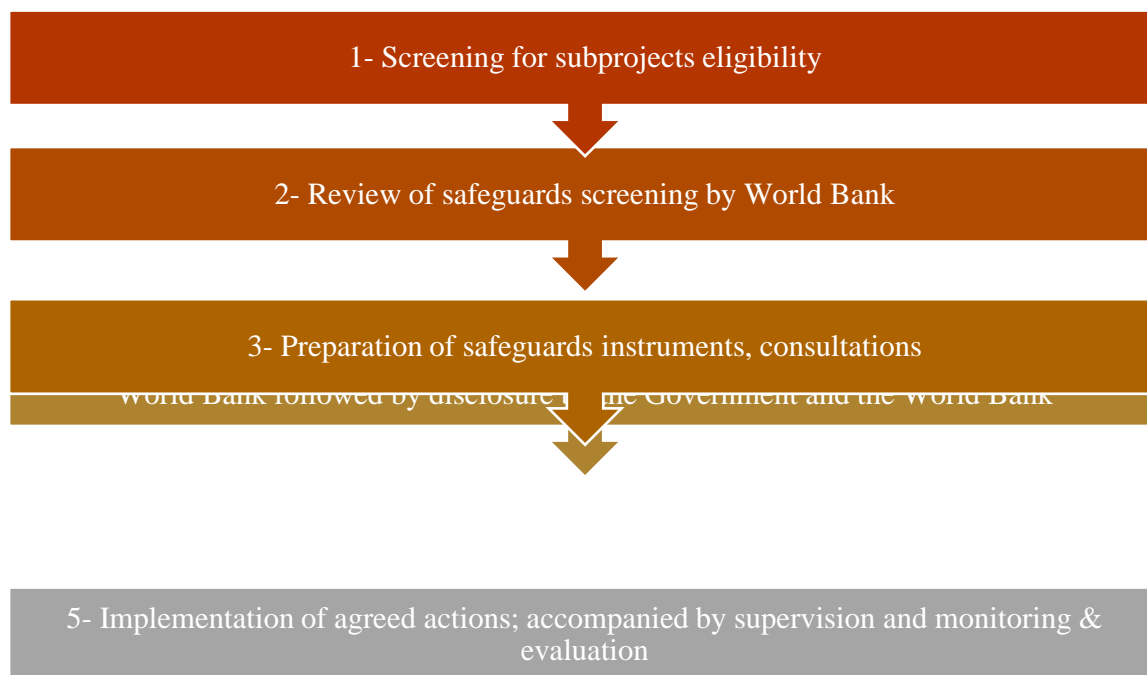 1- Screening for subprojects eligibility
2- Review of safeguards screening by World Bank
3- Preparation of safeguards instruments, consultations
World Bank followed by disclosure the Government and the World Bank
5- Implementation of agreed actions; accompanied by supervision and monitoring &
evaluation